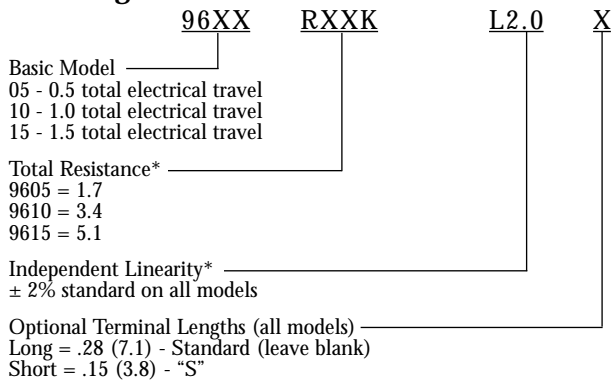 96XX RXXK L2.0 X
Basic Model
05 - 0.5 total electrical travel
10 - 1.0 total electrical travel
15 - 1.5 total electrical travel
Total Resistance*
9605 = 1.7
9610 = 3.4
9615 = 5.1
Independent Linearity*
± 2% standard on all models
Optional Terminal Lengths (all models)
Long = .28 (7.1) - Standard (leave blank)
Short = .15 (3.8) - “S”